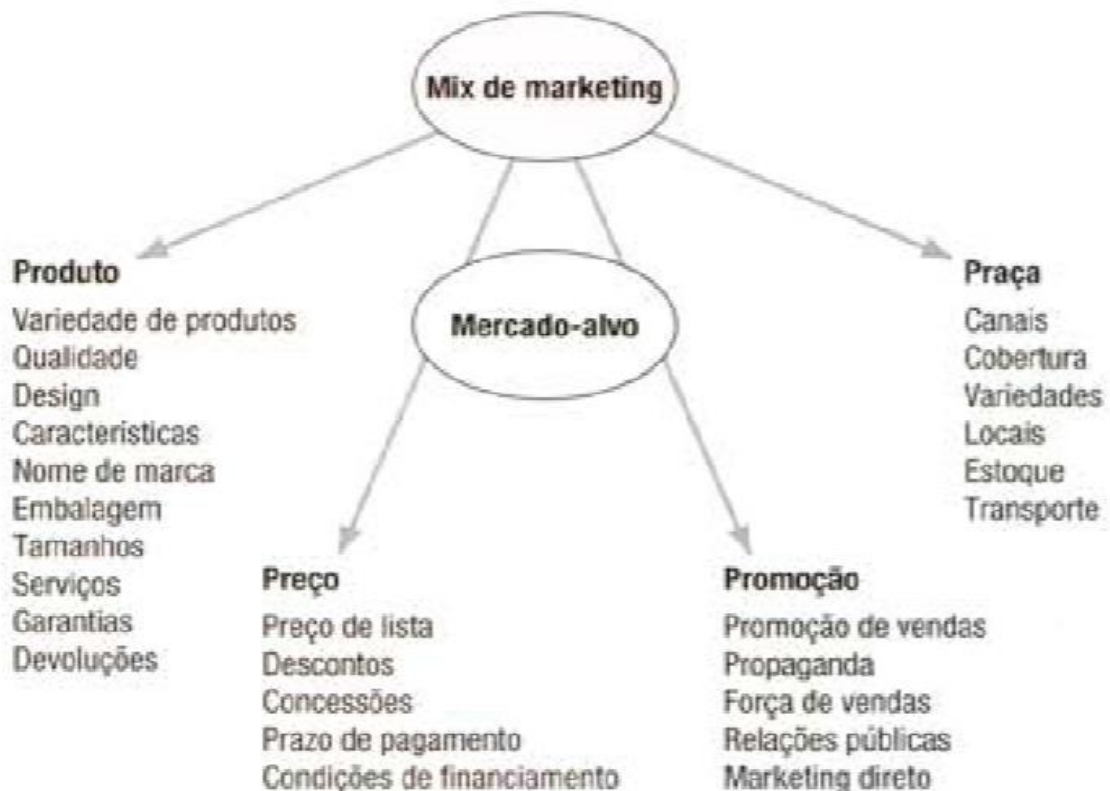 Mix de marketing
Mercado-alvo
Produto
Variedade de produtos
Qualidade
Design
Características
Nome de marca
Embalagem
Tamanhos
Serviços
Garantias
Devoluções
Preço
Preço de lista
Descontos
Concessões
Prazo de pagamento
Condições de financiamento
Promoção
Promoção de vendas
Propaganda
Força de vendas
Relações públicas
Marketing direto
Praça
Canais
Cobertura
Variedades
Locais
Estoque
Transporte